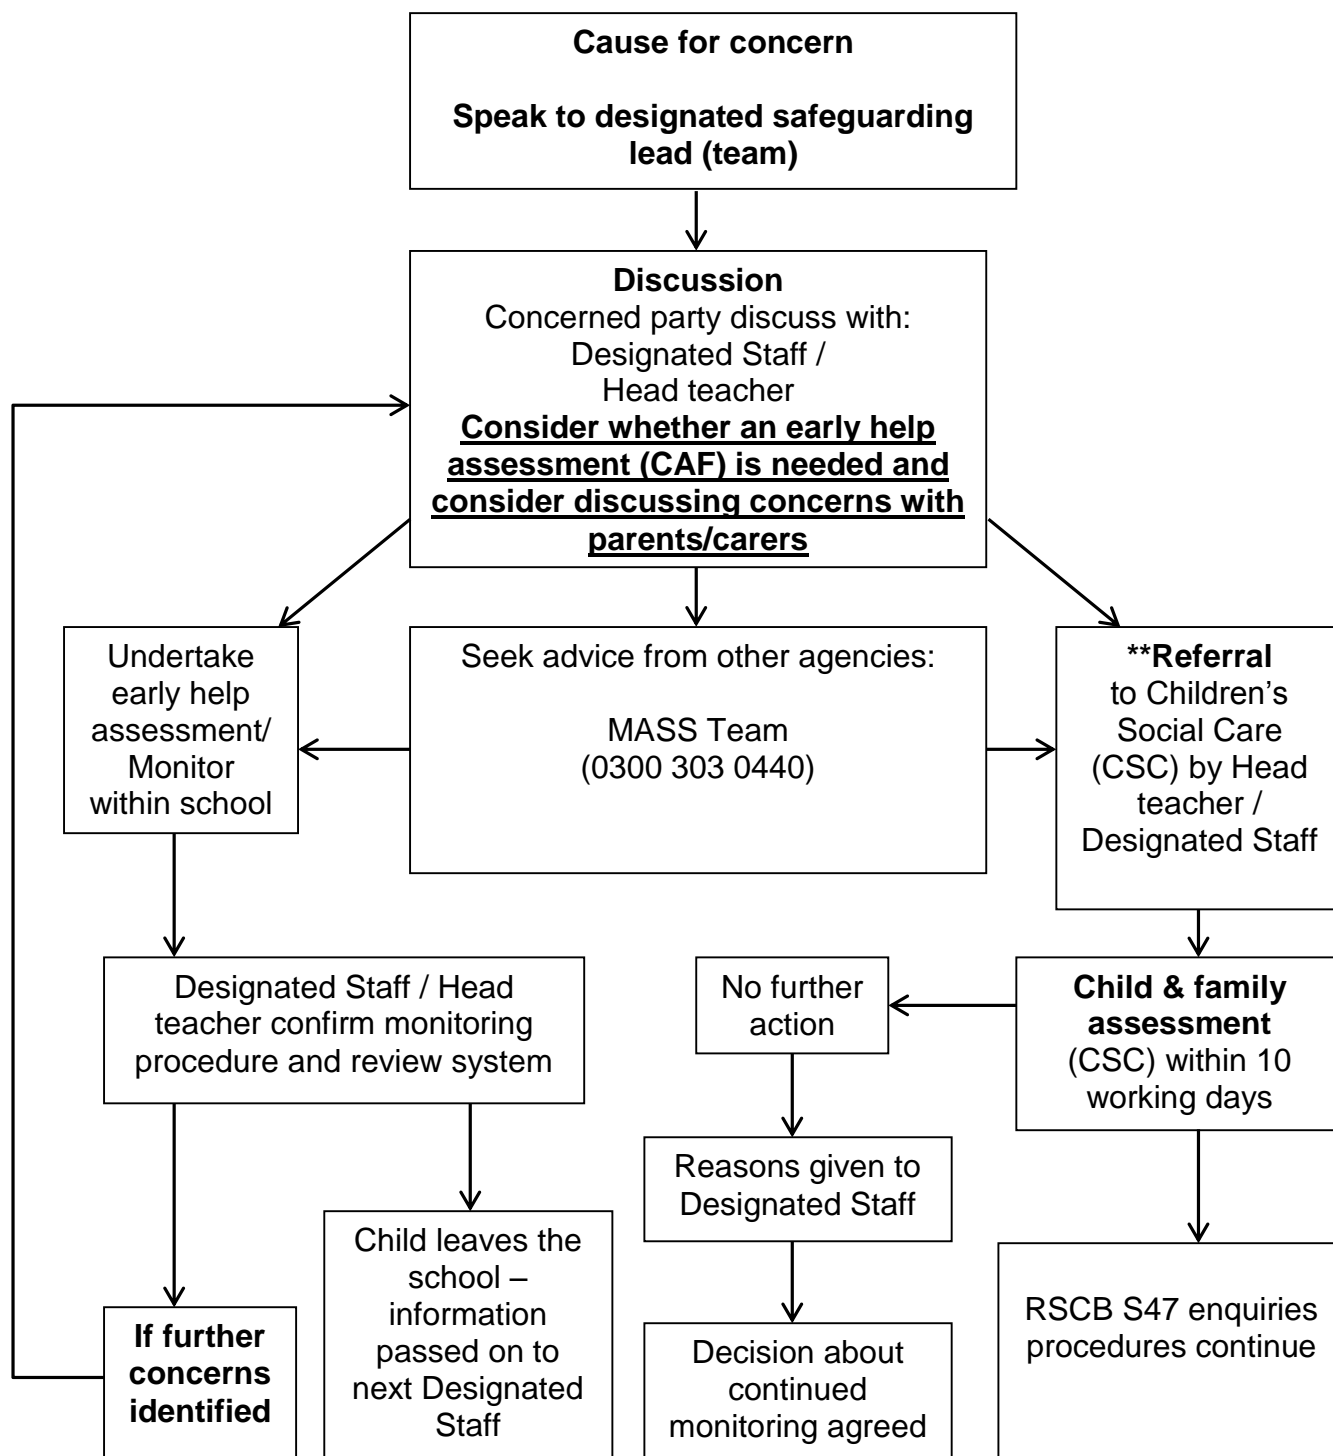 Cause for concern
Speak to designated safeguarding
lead (team)
Discussion
Concerned party discuss with:
Designated Staff /
Head teacher
Consider whether an early help
assessment (CAF) is needed and
consider discussing concerns with
parents/carers
Undertake
early help
assessment/
Monitor
within school
Seek advice from other agencies:
MASS Team
(0300 303 0440)
**Referral
to Children’s
Social Care
(CSC) by Head
teacher /
Designated Staff
Designated Staff / Head
teacher confirm monitoring
procedure and review system
No further
action
Child & family
assessment
(CSC) within 10
working days
Reasons given to
Designated Staff
If further
concerns
identified
Child leaves the
school –
information
passed on to
next Designated
Staff
Decision about
continued
monitoring agreed
RSCB S47 enquiries
procedures continue